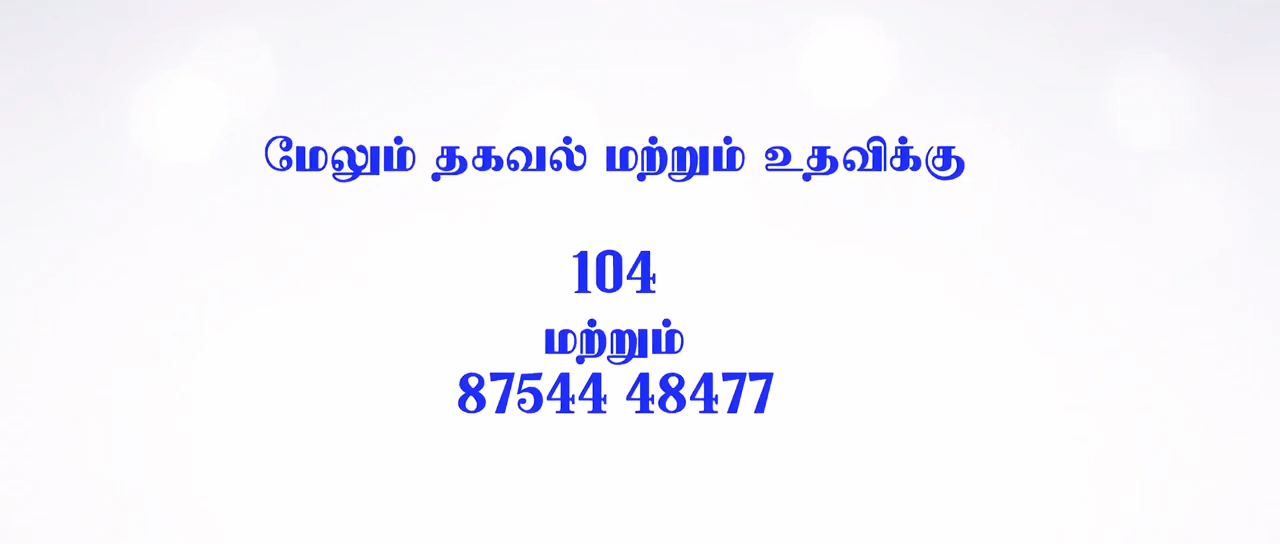 மேலும் தகவல் மற்றும் உதவிக்கு
104
மற்றும்
87544 48477